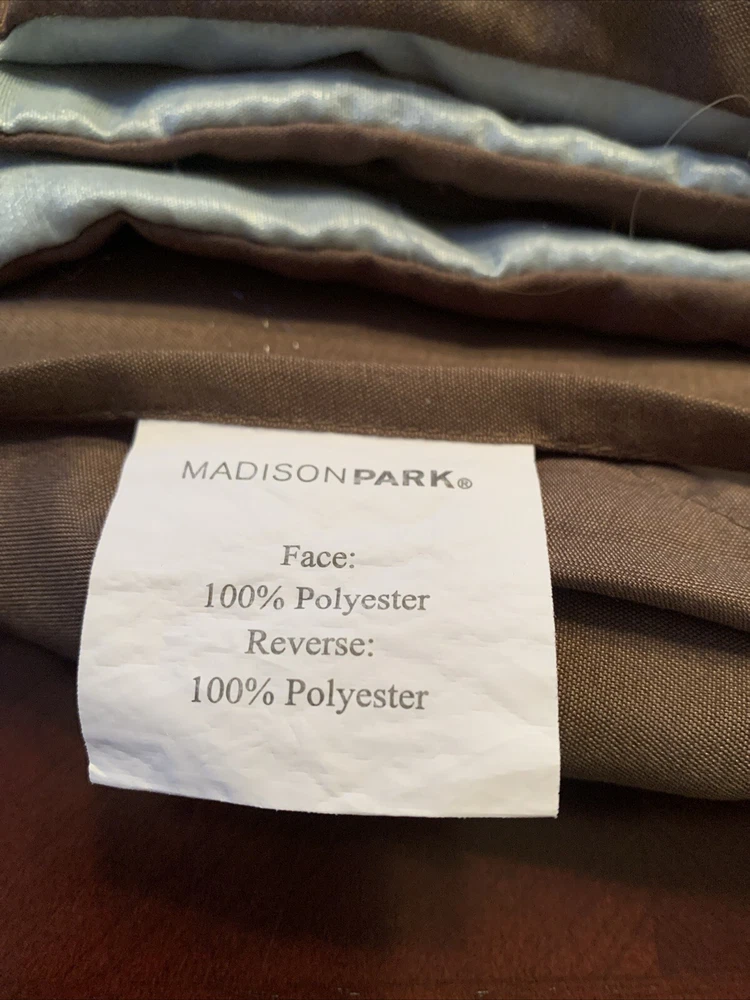 MADISONPARK®
Face:
100% Polyester
Reverse:
100% Polyester